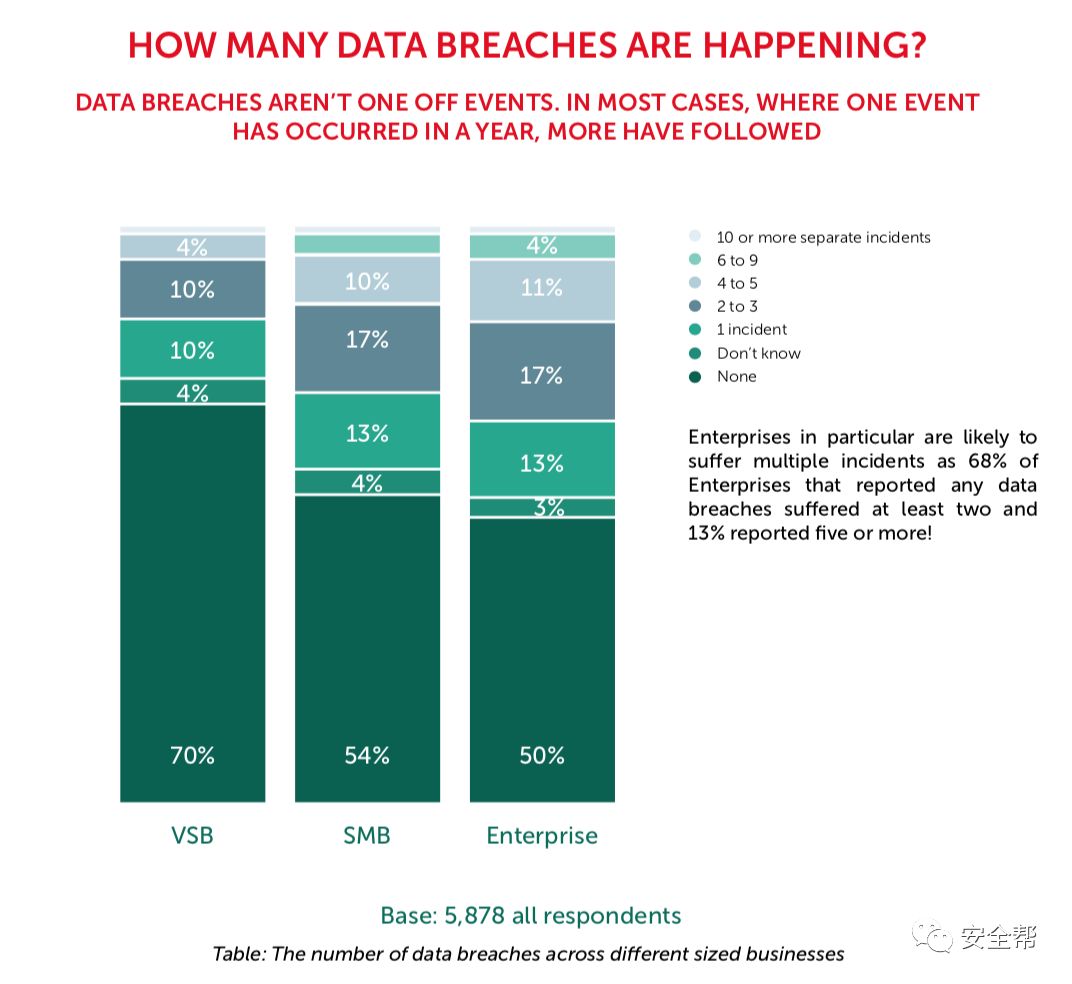 HOW MANY DATA BREACHES ARE HAPPENING?
DATA BREACHES AREN’T ONE OFF EVENTS. IN MOST CASES, WHERE ONE EVENT
HAS OCCURRED IN A YEAR, MORE HAVE FOLLOWED
4%
10%
10%
4%
70%
VSB
10%
17%
13%
4%
54%
SMB
4%
11%
17%
13%
3%
50%
Enterprise
10 or more separate incidents
6 to 9
4 to 5
2 to 3
1 incident
Don’t know
None
Enterprises in particular are likely to
suffer multiple incidents as 68% of
Enterprises that reported any data
breaches suffered at least two and
13% reported five or more!
Base: 5,878 all respondents
Table: The number of data breaches across different sized businesses
安全帮